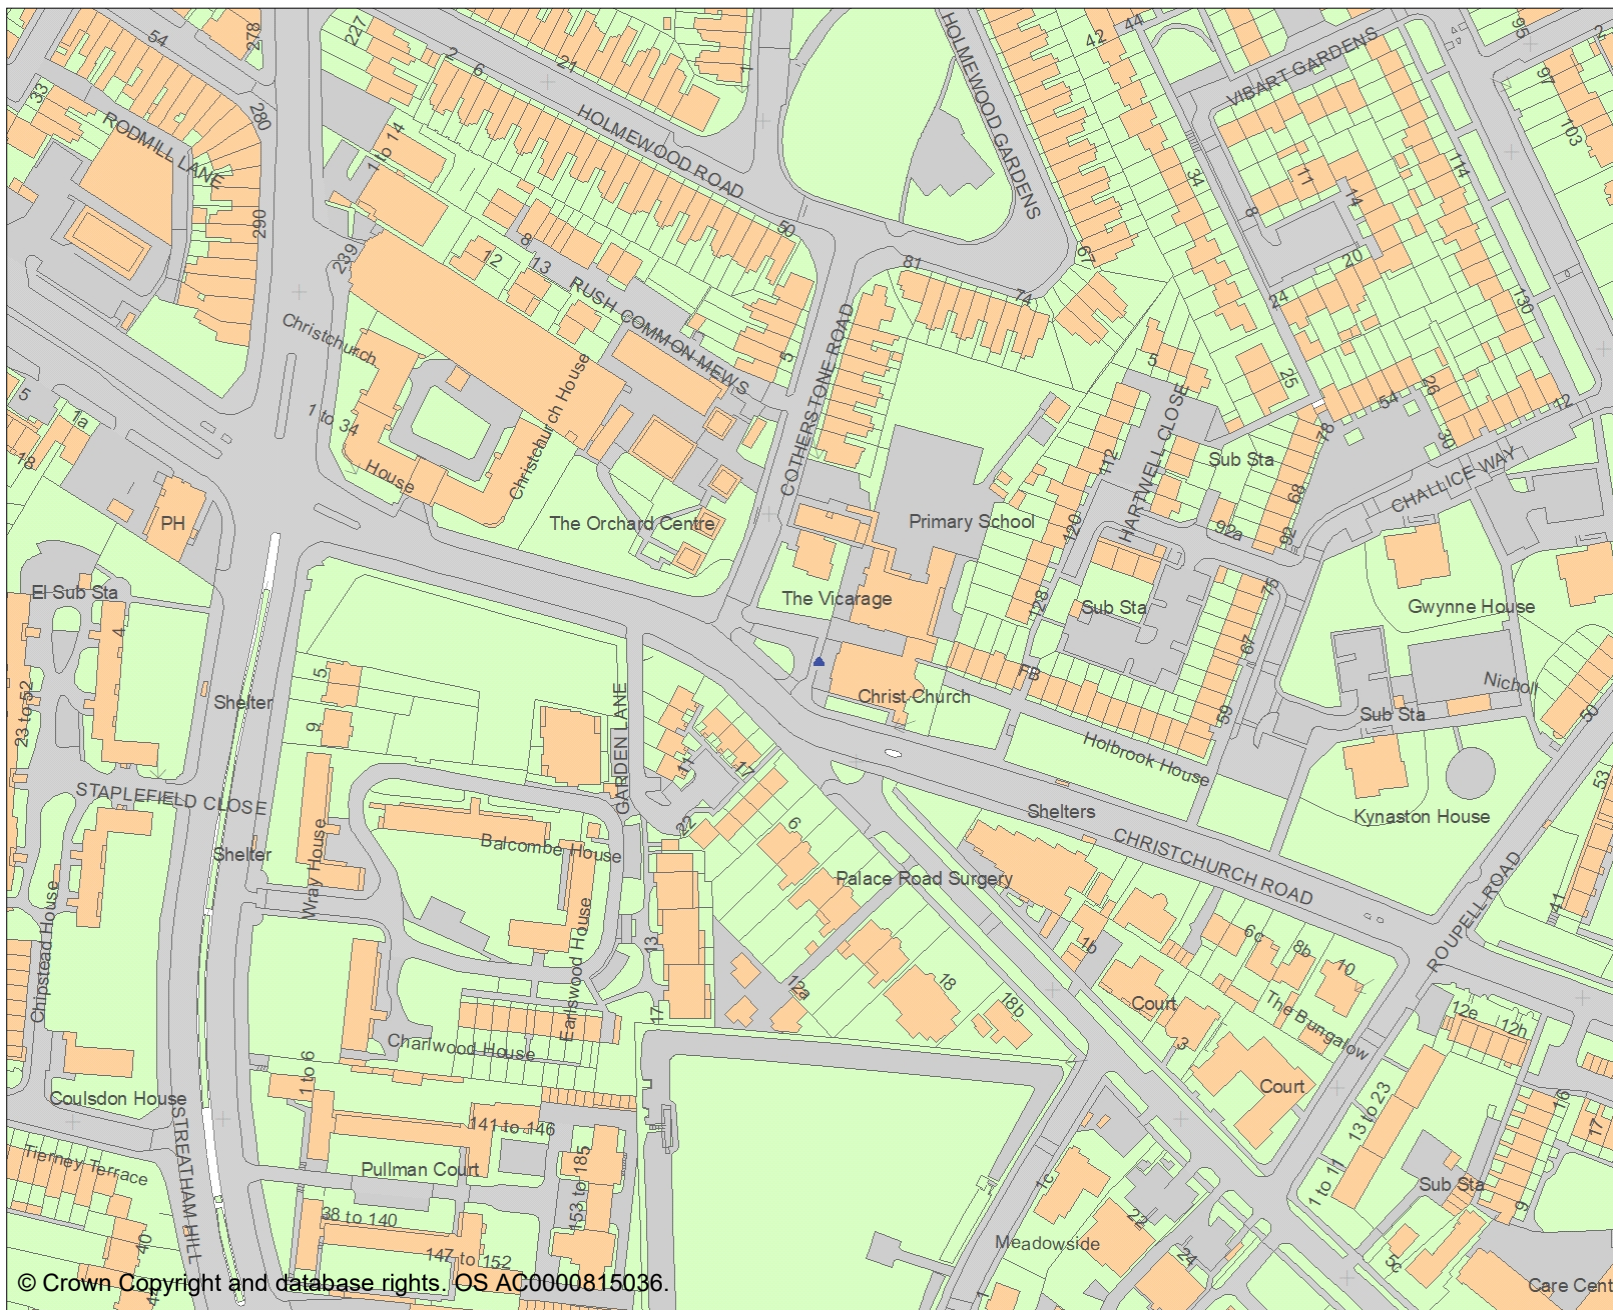 54
278
227
2
6
21
1
HOLMEWOOD GARDENS
42
44
VIBART GARDENS
95
2
33
RODMILL LANE
280
1 to 14
HOLMEWOOD ROAD
34
11
14
8
114
97
103
290
239
12
8
13
50
81
74
67
20
24
130
RUSH COMMON MEWS
Christchurch
COTHERSTONE ROAD
5
5
25
54
26
12
30
5
1a
18
1 to 34
House
Christchurch House
HARTWELL CLOSE
112
78
Sub Sta
68
CHALLICE WAY
PH
The Orchard Centre
Primary School
120
92a
92
El Sub Sta
4
The Vicarage
128
Sub Sta
75
67
Gwynne House
23 to 52
Shelter
5
9
GARDEN LANE
Christ Church
FB
59
Nicholl
Sub Sta
50
STAPLEFIELD CLOSE
11
17
Holbrook House
Shelter
Wray House
Balcombe House
22
6
Shelters
CHRISTCHURCH ROAD
Kynaston House
53
Palace Road Surgery
41
Chipstead House
Earlswood House
13
17
12a
18
18b
1b
Court
6c
8b
10
ROUPELL ROAD
The Bungalow
12e
12h
3
Court
Charlwood House
1 to 6
Coulsdon House
Tierney Terrace
STREATHAM HILL
141 to 146
Pullman Court
153 to 185
38 to 140
147 to 152
40
1c
22
24
Meadowside
1
13 to 23
1 to 11
16
17
Sub Sta
9
5c
Care Cent
© Crown Copyright and database rights. OS AC0000815036.